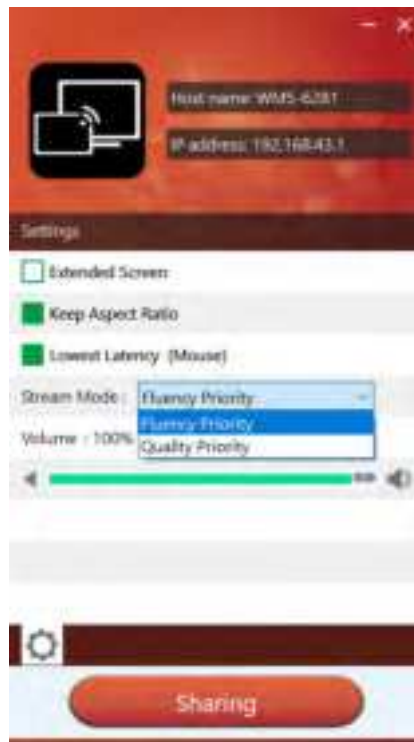 Host name: WMS-6281
IP address: 192.168.43.1
Settings
Extended Screen
Keep Aspect Ratio
Lowest Latency (Mouse)
Stream Mode : Fluency Priority
Fluency Priority
Volume : 100%
Quality Priority
Sharing